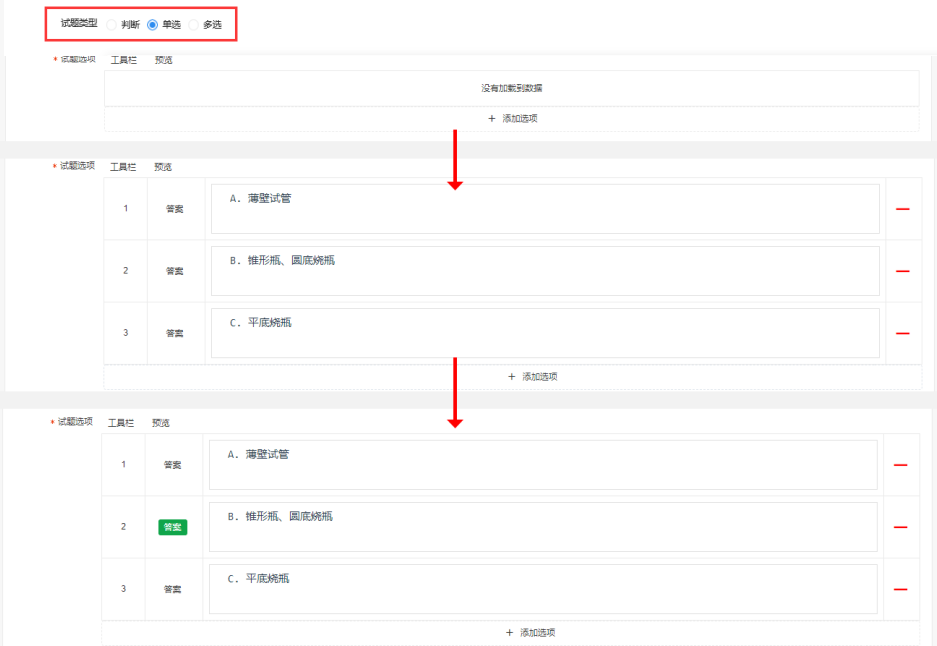 试题类型 判断 单选 多选
* 试题选项 工具栏 预览
没有加载到数据
+ 添加选项
* 试题选项 工具栏 预览
1 答案 A. 薄壁试管
2 答案 B. 锥形瓶、圆底烧瓶
3 答案 C. 平底烧瓶
+ 添加选项
* 试题选项 工具栏 预览
1 答案 A. 薄壁试管
2 答案 B. 锥形瓶、圆底烧瓶
3 答案 C. 平底烧瓶
+ 添加选项